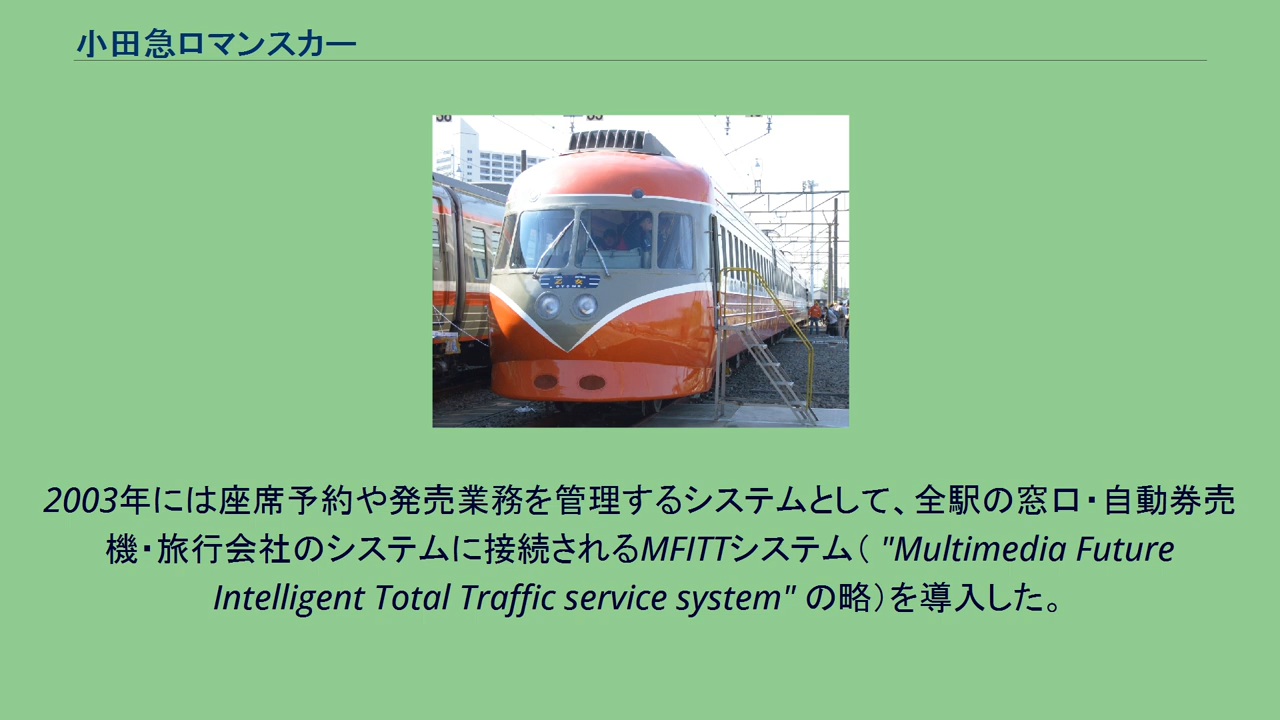 小田急ロマンスカー
乙女
2003年には座席予約や発売業務を管理するシステムとして、全駅の窓口・自動券売
機・旅行会社のシステムに接続されるMFITTシステム（ "Multimedia Future
Intelligent Total Traffic service system" の略）を導入した。